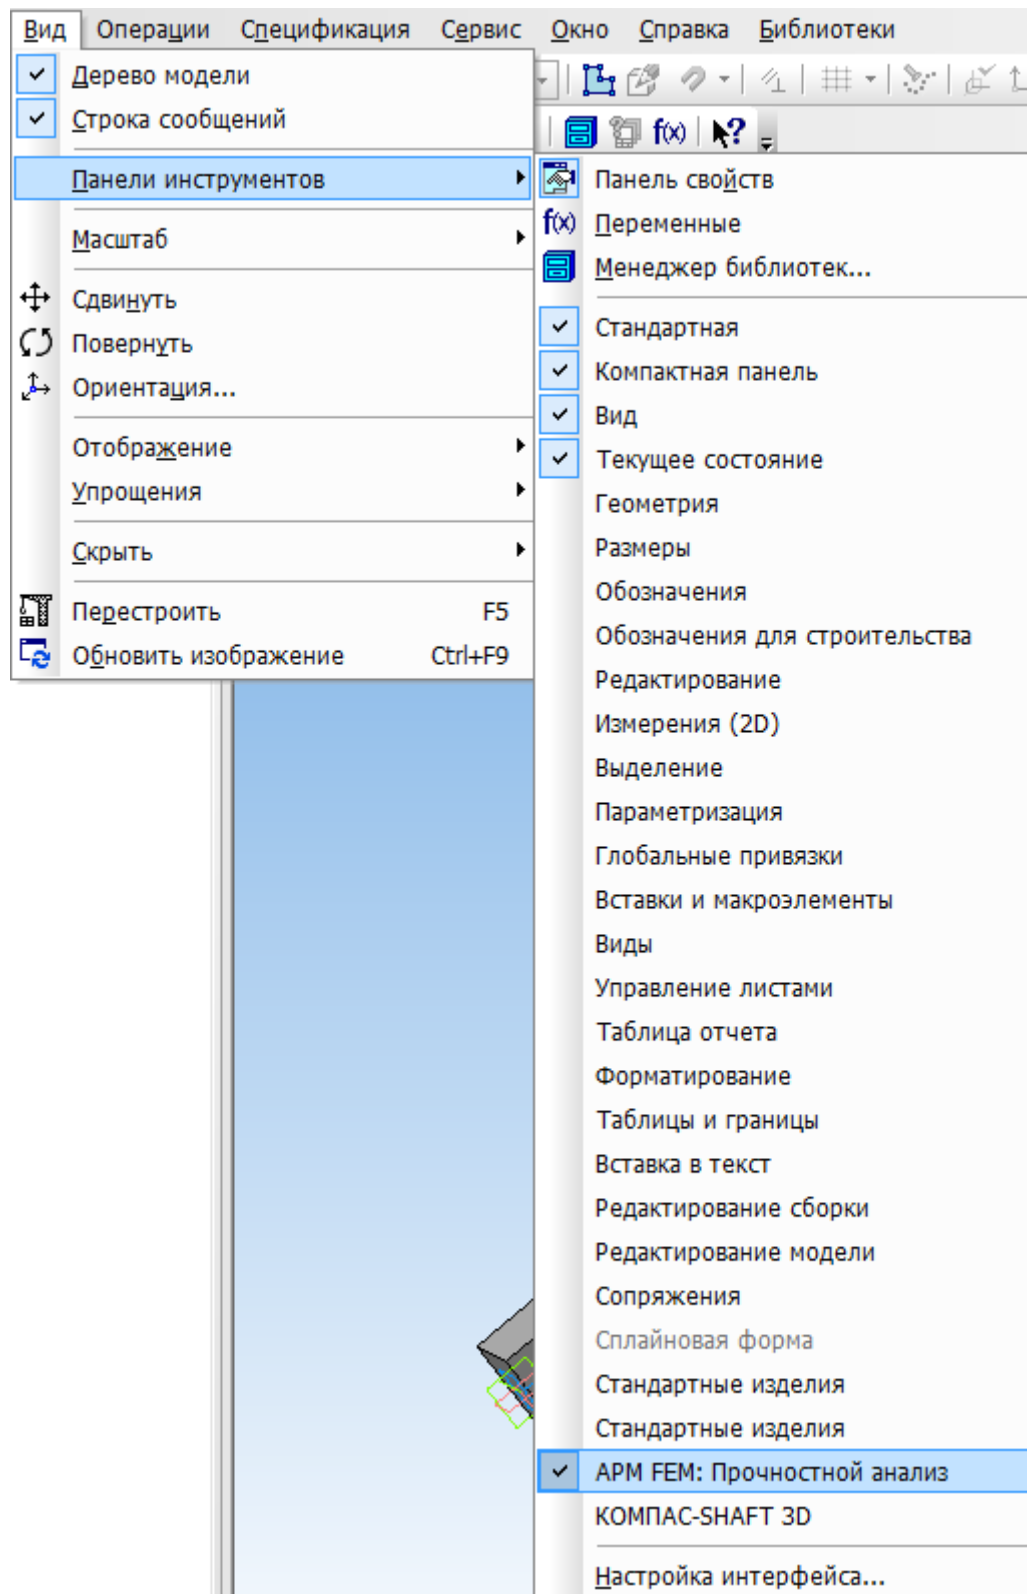 Вид Операции Спецификация Сервис Окно Справка Библиотеки
Дерево модели
Строка сообщений
f(x) ?
Панели инструментов
Масштаб
Сдвинуть
Повернуть
Ориентация...
Отображение
Упрощения
Скрыть
Перестроить F5
Обновить изображение Ctrl+F9
Панель свойств
f(x) Переменные
Менеджер библиотек...
Стандартная
Компактная панель
Вид
Текущее состояние
Геометрия
Размеры
Обозначения
Обозначения для строительства
Редактирование
Измерения (2D)
Выделение
Параметризация
Глобальные привязки
Вставки и макроэлементы
Виды
Управление листами
Таблица отчета
Форматирование
Таблицы и границы
Вставка в текст
Редактирование сборки
Редактирование модели
Сопряжения
Сплайновая форма
Стандартные изделия
Стандартные изделия
APM FEM: Прочностной анализ
КОМПАС-SHAFT 3D
Настройка интерфейса...